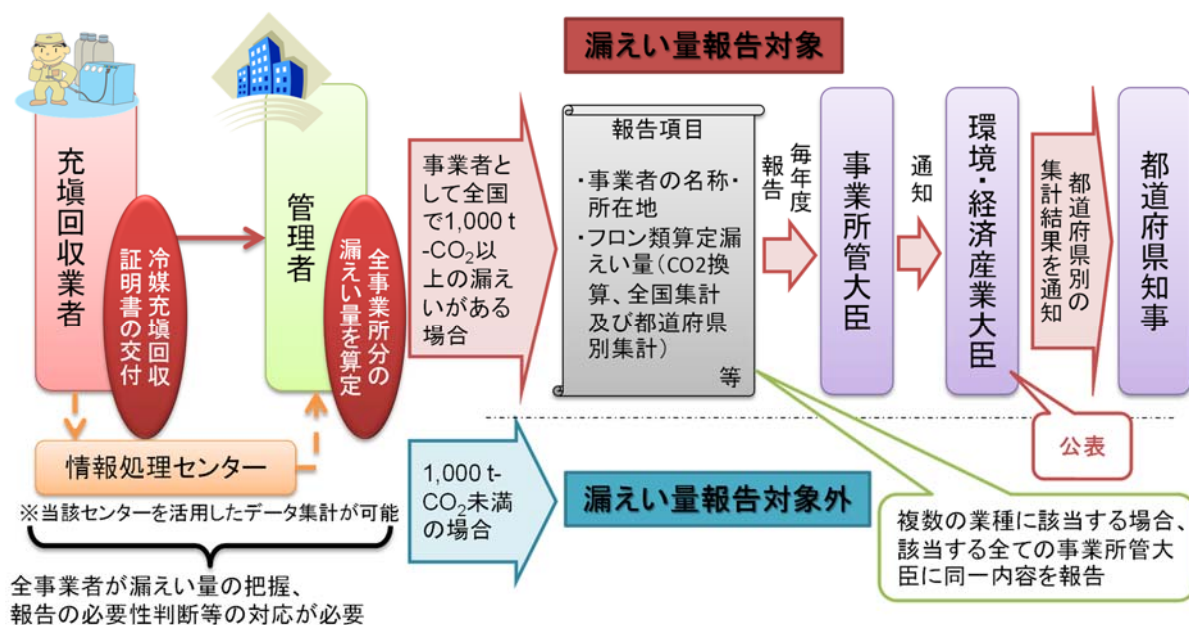 漏えい量報告対象
充塡回収業者
冷媒充塡回収
証明書の交付
管理者
全事業所分の
漏えい量を算定
情報処理センター
※当該センターを活用したデータ集計が可能
全事業者が漏えい量の把握、
報告の必要性判断等の対応が必要
事業者と
して全国
で1,000 t
-CO₂以
上の漏え
いがある
場合
報告項目
・事業者の名称・
所在地
・フロン類算定漏
えい量（CO2換
算、全国集計
及び都道府県
別集計）
等
毎年度
報告
事業所管大臣
通知
環境・経済産業大臣
都道府県別の
集計結果を通知
都道府県知事
公表
1,000 t-
CO₂未満
の場合
漏えい量報告対象外
複数の業種に該当する場合、
該当する全ての事業所管大
臣に同一内容を報告